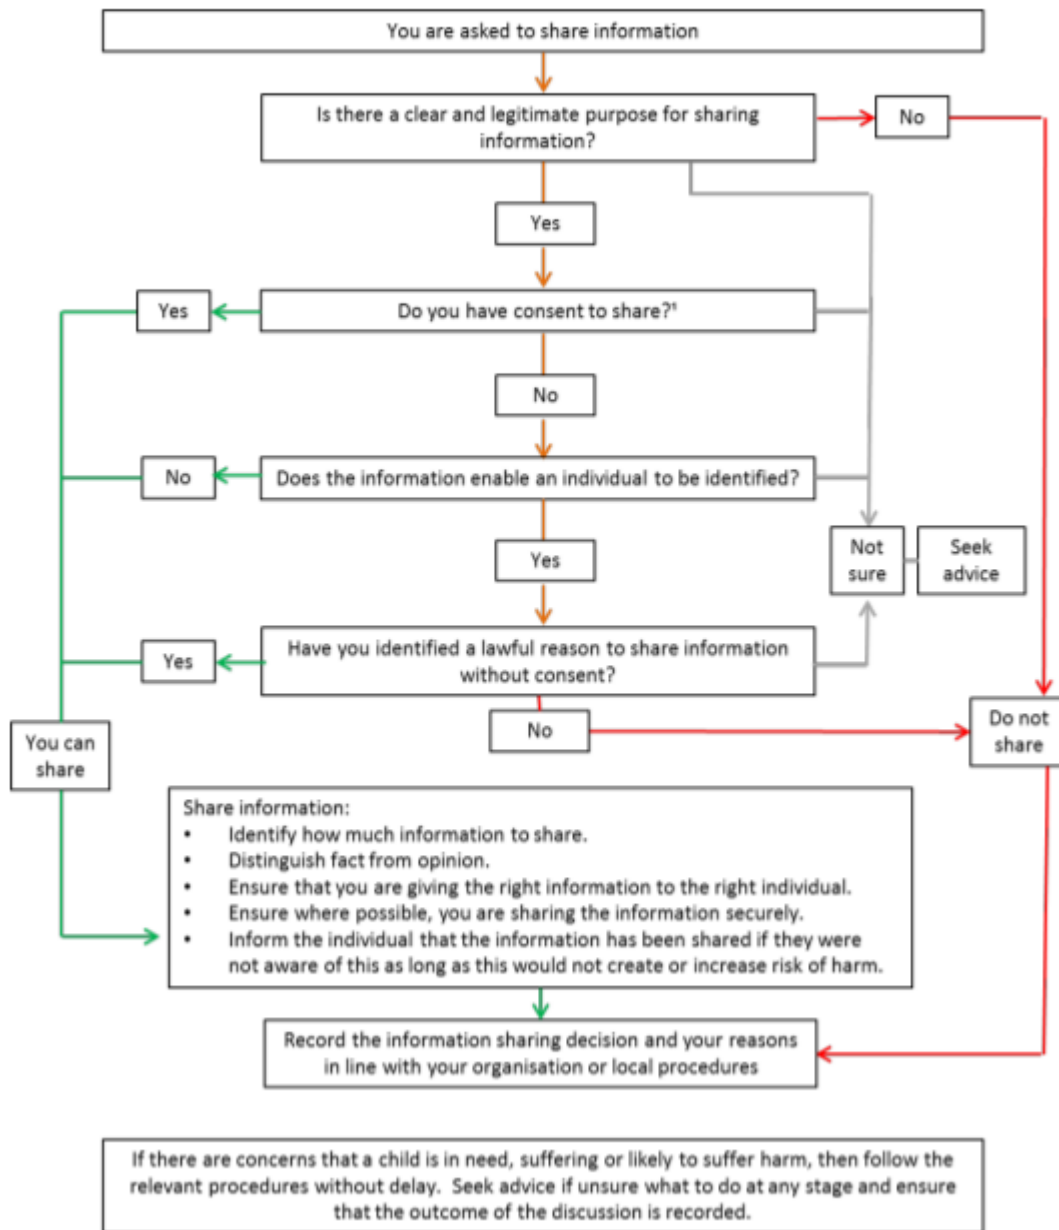 You are asked to share information
Is there a clear and legitimate purpose for sharing
information?
No
Yes
Yes
Do you have consent to share?¹
No
No
Does the information enable an individual to be identified?
Yes
Not
sure
Seek
advice
Yes
Have you identified a lawful reason to share information
without consent?
No
You can
share
Do not
share
Share information:
• Identify how much information to share.
• Distinguish fact from opinion.
• Ensure that you are giving the right information to the right individual.
• Ensure where possible, you are sharing the information securely.
• Inform the individual that the information has been shared if they were
not aware of this as long as this would not create or increase risk of harm.
Record the information sharing decision and your reasons
in line with your organisation or local procedures
If there are concerns that a child is in need, suffering or likely to suffer harm, then follow the
relevant procedures without delay. Seek advice if unsure what to do at any stage and ensure
that the outcome of the discussion is recorded.